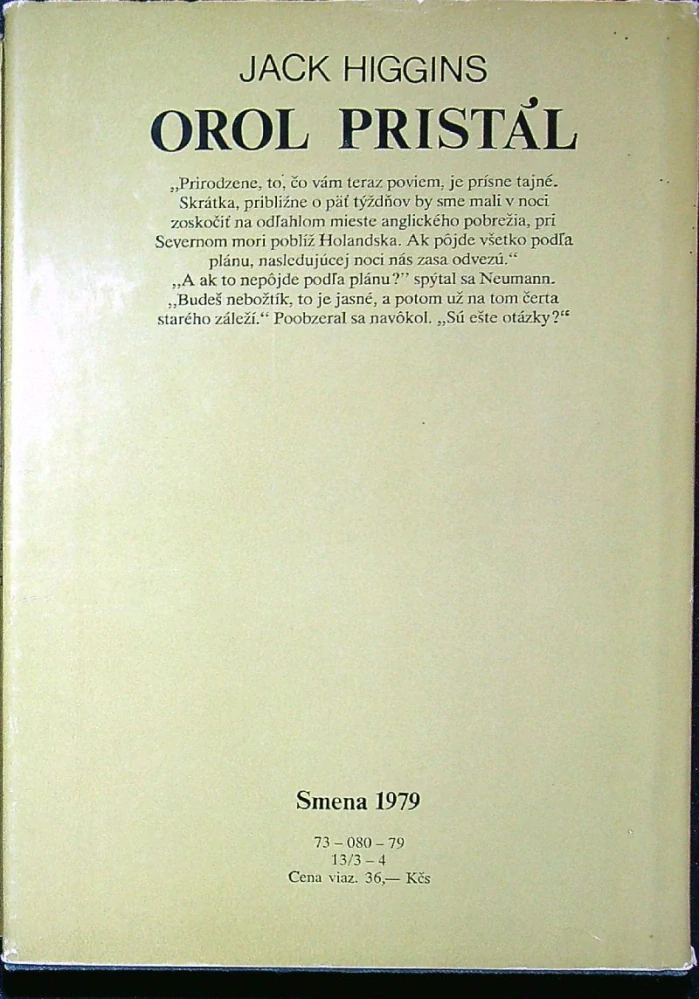 JACK HIGGINS
OROL PRISTÁL
„Prirodzene, to, čo vám teraz poviem, je prísne tajné.
Skrátka, približne o päť týždňov by sme mali v noci
zoskočiť na odľahlom mieste anglického pobrežia, pri
Severnom mori poblíž Holandska. Ak pôjde všetko podľa
plánu, nasledujúcej noci nás zasa odvezú.“
„A ak to nepôjde podľa plánu?” spýtal sa Neumann.
„Budeš nebožtík, to je jasné, a potom už na tom čerta
starého záleží.“ Poobzeral sa navôkol. „Sú ešte otázky?“
Smena 1979
73 – 080 – 79
13/3 – 4
Cena viaz. 36,— Kčs